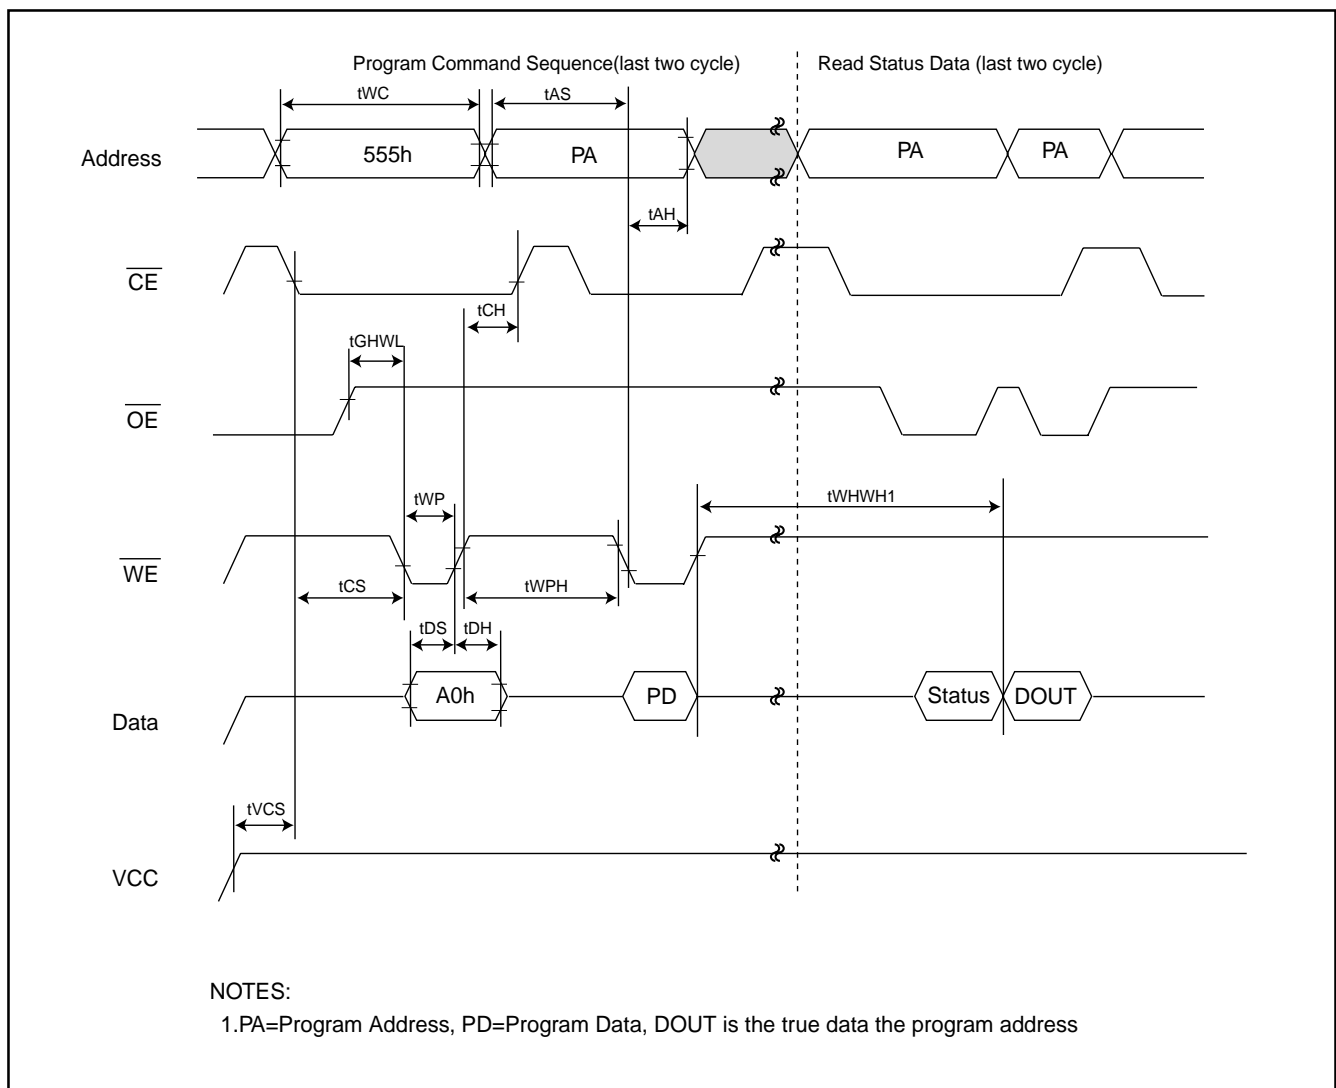 Program Command Sequence(last two cycle)
Read Status Data (last two cycle)
tWC
tAS
Address
555h
PA
PA
PA
tAH
CE
tCH
tGHWL
OE
tWP
tWHWH1
WE
tCS
tWPH
tDS
tDH
A0h
PD
Status
DOUT
Data
tVCS
VCC
NOTES:
1.PA=Program Address, PD=Program Data, DOUT is the true data the program address